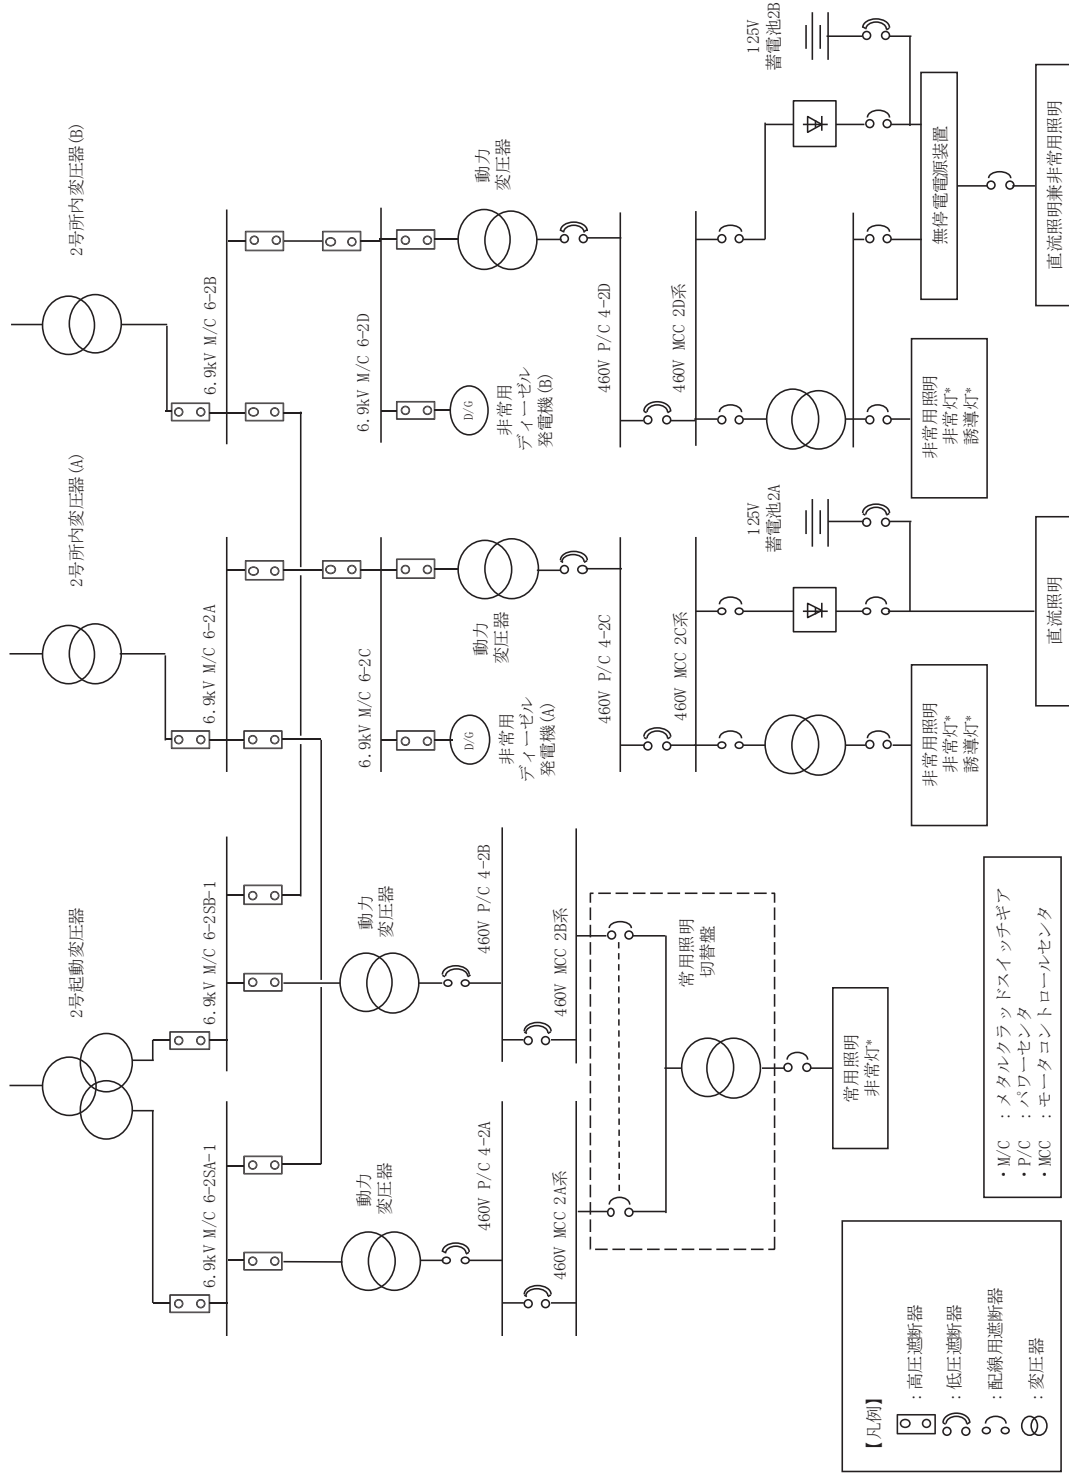 2号起動変圧器
2号所内変圧器(A)
2号所内変圧器(B)
6.9kV M/C 6-2SA-1
6.9kV M/C 6-2SB-1
6.9kV M/C 6-2A
6.9kV M/C 6-2B
動力
変圧器
動力
変圧器
6.9kV M/C 6-2C
6.9kV M/C 6-2D
D/G
非常用
ディーゼル
発電機(A)
動力
変圧器
D/G
非常用
ディーゼル
発電機(B)
動力
変圧器
460V P/C 4-2A
460V P/C 4-2B
460V P/C 4-2C
460V P/C 4-2D
460V MCC 2A系
460V MCC 2B系
460V MCC 2C系
460V MCC 2D系
常用照明
切替盤
125V
蓄電池2A
125V
蓄電池2B
常用照明
非常灯*
非常用照明
非常灯*
誘導灯*
直流照明
非常用照明
非常灯*
誘導灯*
無停電電源装置
直流照明兼非常用照明
【凡例】
：高圧遮断器
：低圧遮断器
：配線用遮断器
：変圧器
・M/C ：メタルクラッドスイッチギア
・P/C ：パワーセンタ
・MCC ：モータコントロールセンタ